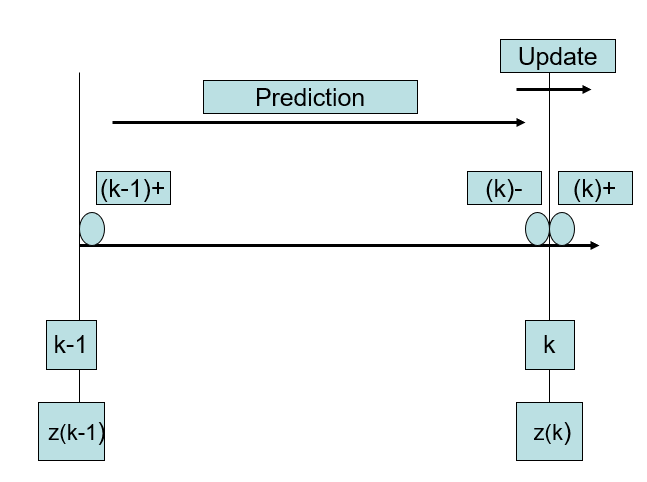 Update
Prediction
(k-1)+
(k)-
(k)+
k-1
k
z(k-1)
z(k)